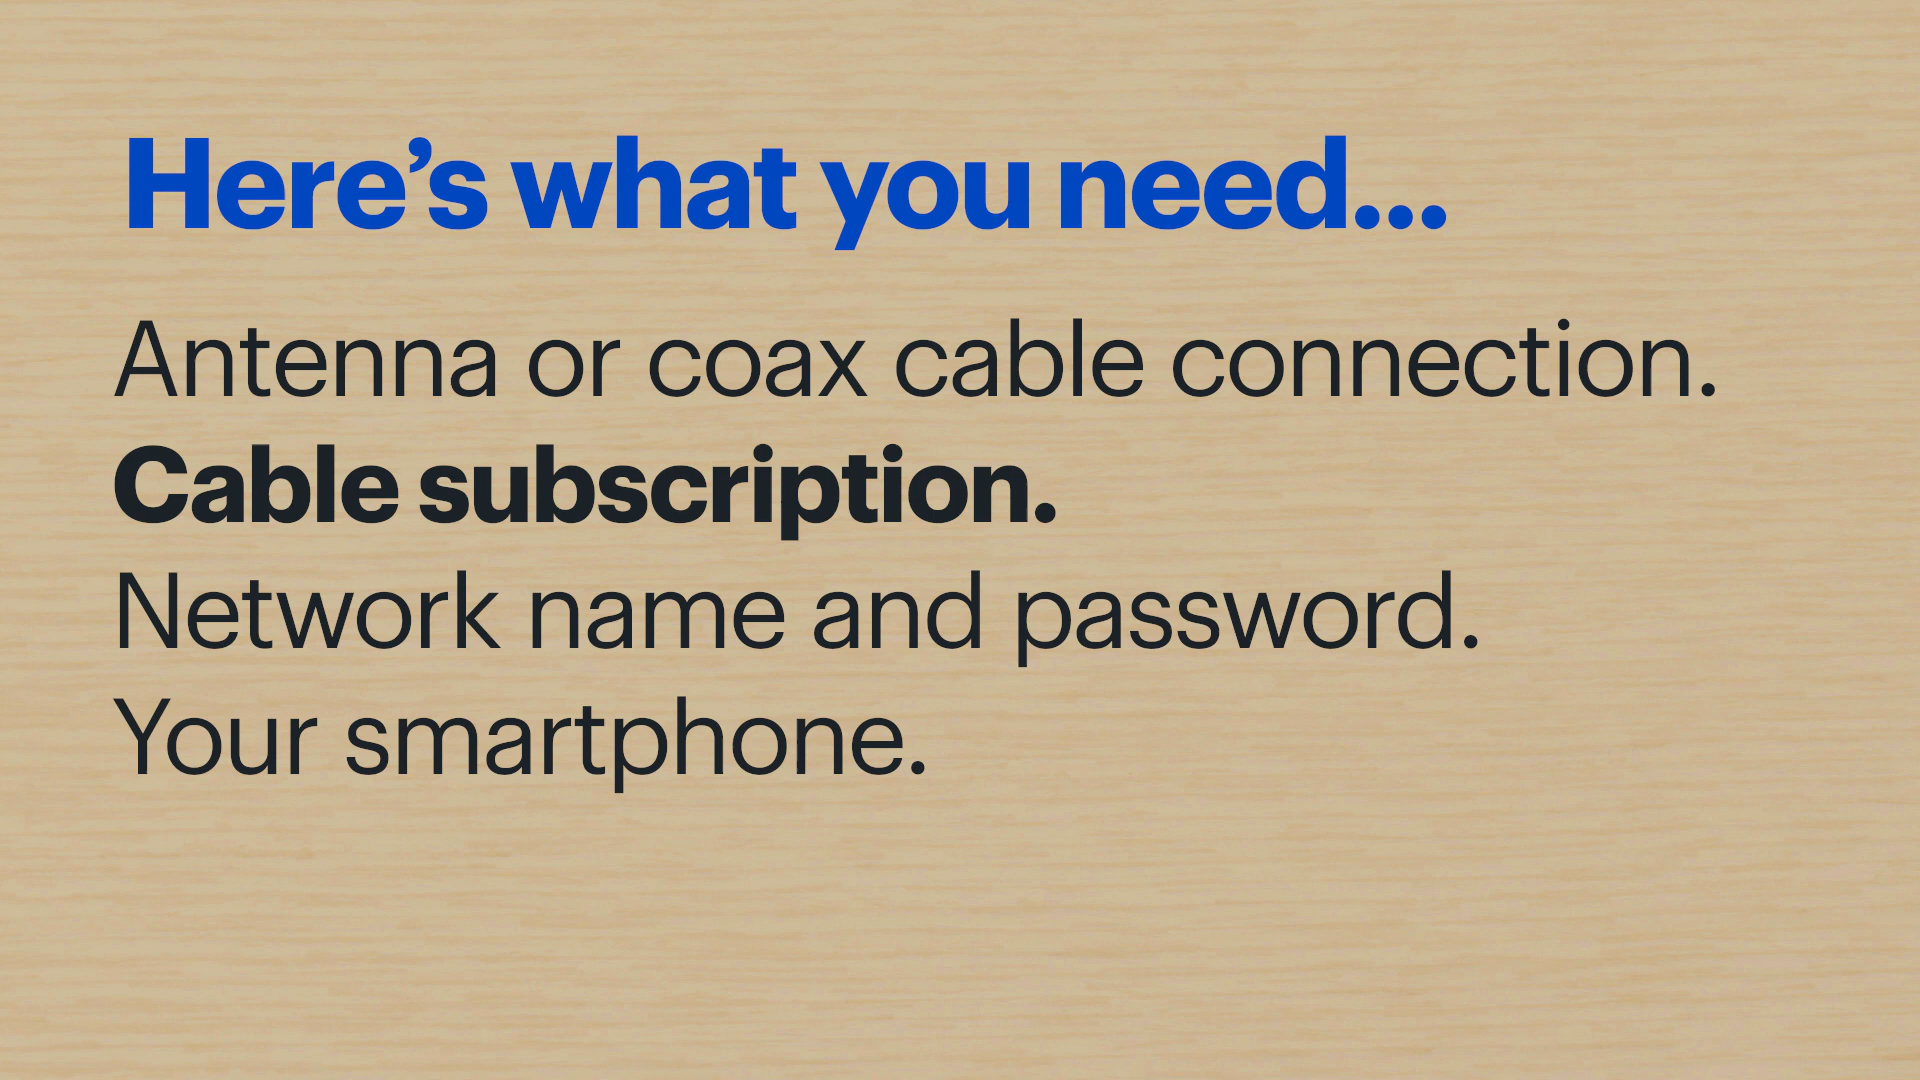 Here’s what you need...
Antenna or coax cable connection.
Cable subscription.
Network name and password.
Your smartphone.